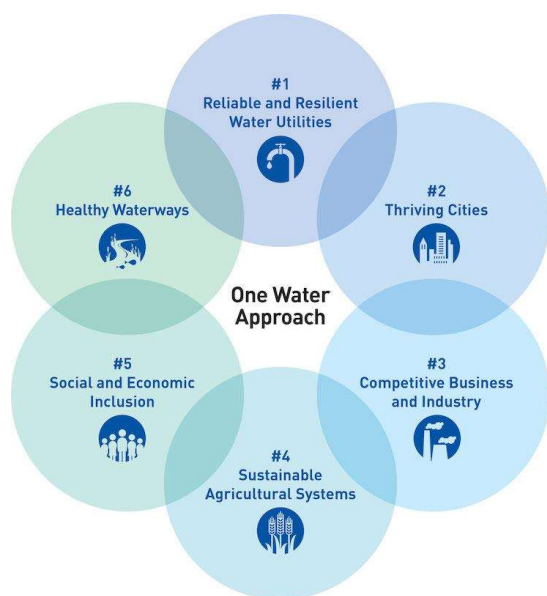 #1
Reliable and Resilient
Water Utilities
#2
Thriving Cities
#3
Competitive Business
and Industry
#4
Sustainable
Agricultural Systems
#5
Social and Economic
Inclusion
#6
Healthy Waterways
One Water
Approach